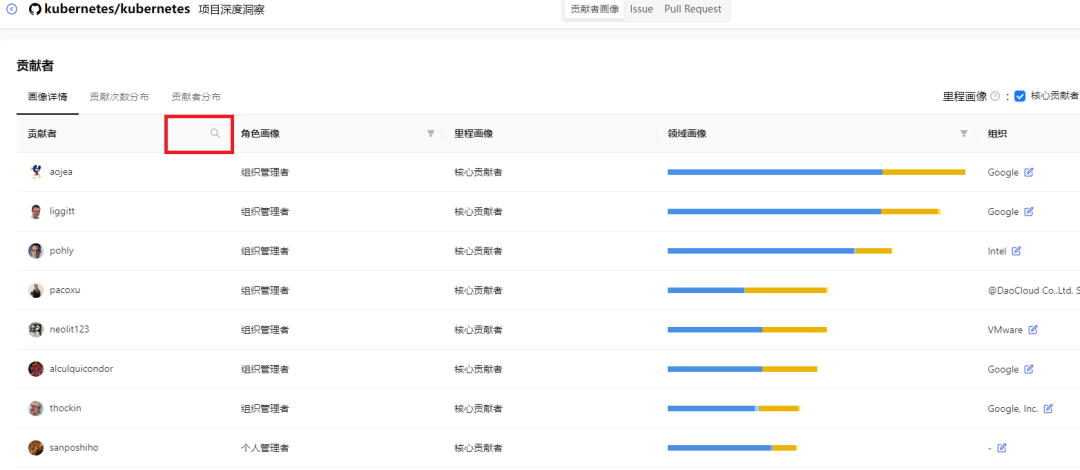 kubernetes/kubernetes 项目深度洞察 贡献者画像 Issue Pull Request
贡献者
画像详情 贡献次数分布 贡献者分布 里程画像 : 核心贡献者
贡献者 角色画像 里程画像 领域画像 组织
aojea 组织管理者 核心贡献者 Google
liggitt 组织管理者 核心贡献者 Google
pohly 组织管理者 核心贡献者 Intel
pacoxu 组织管理者 核心贡献者 @DaoCloud Co.,Ltd, S
neolit123 组织管理者 核心贡献者 VMware
alculquicondor 组织管理者 核心贡献者 Google
thockin 组织管理者 核心贡献者 Google, Inc.
sanposhiho 个人管理者 核心贡献者 -